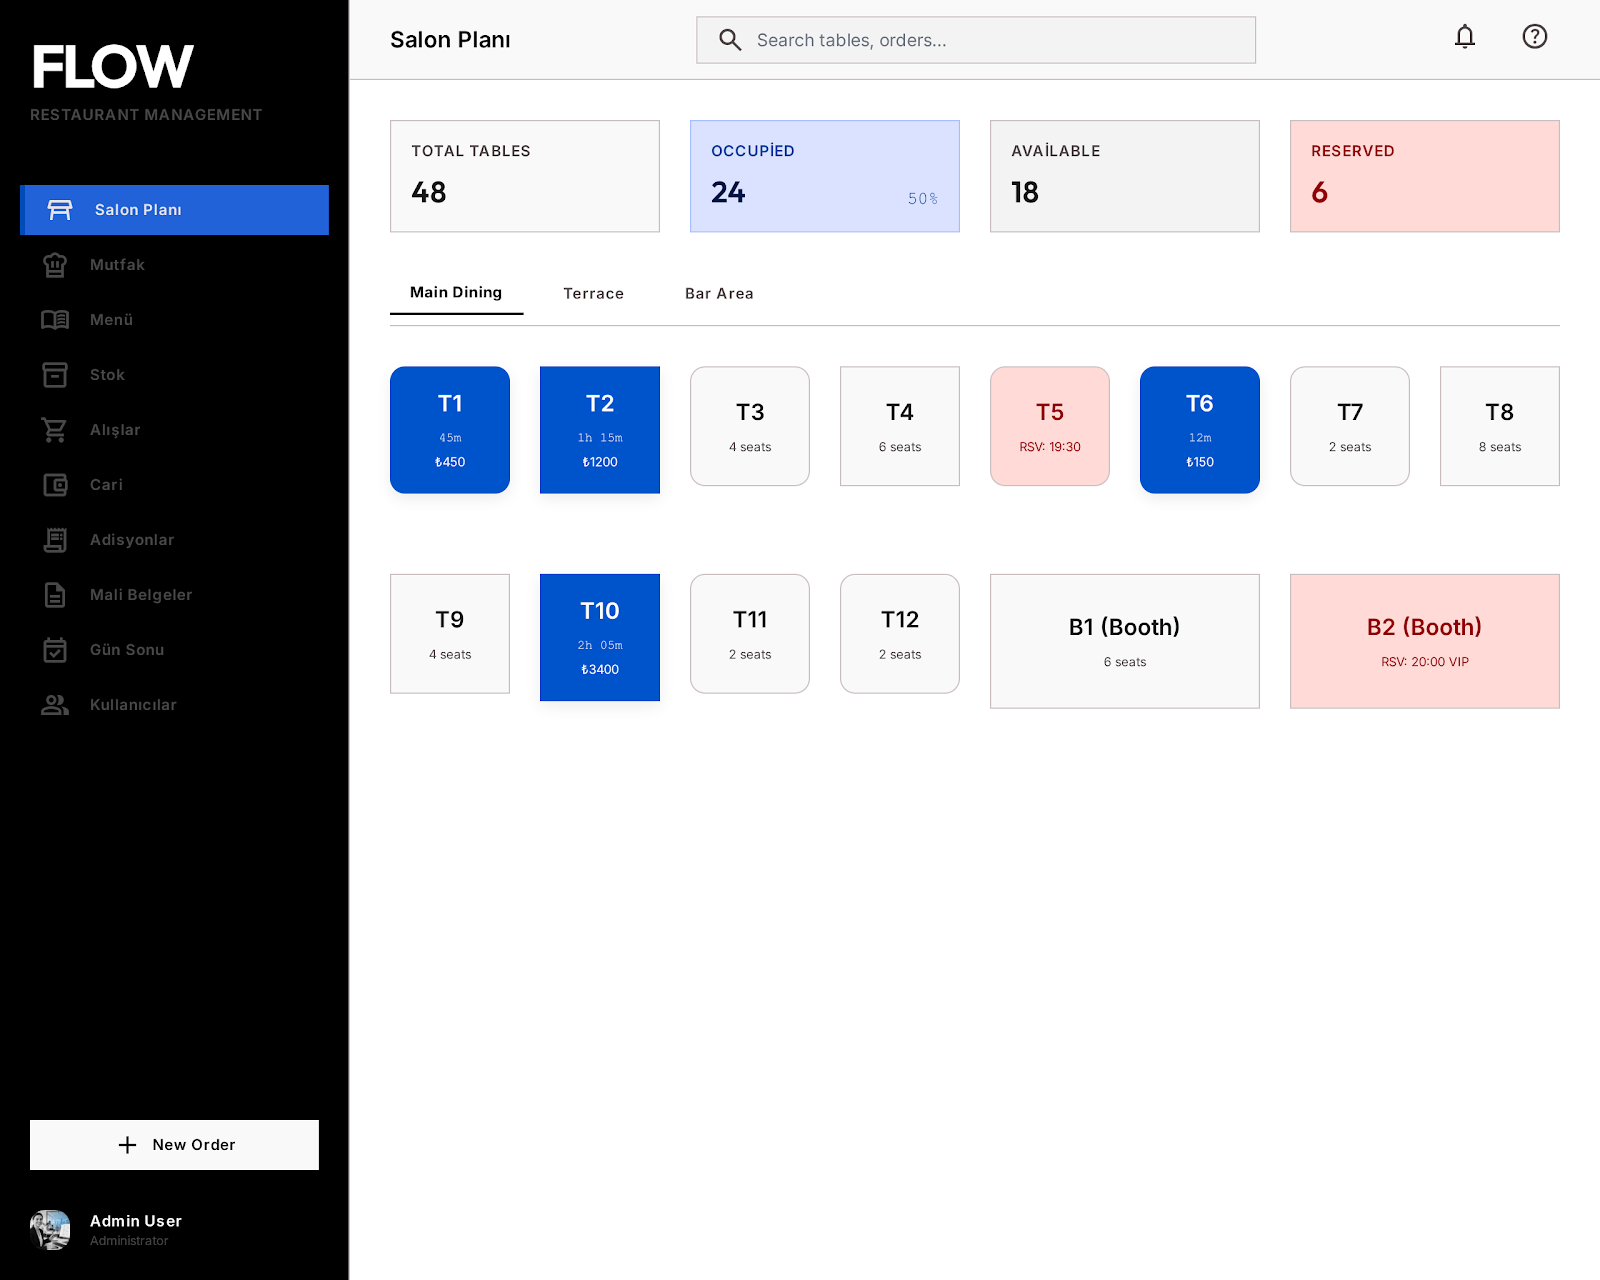 FLOW
RESTAURANT MANAGEMENT
Salon Planı
Mutfak
Menü
Stok
Alışlar
Cari
Adisyonlar
Mali Belgeler
Gün Sonu
Kullanıcılar
New Order
Admin User
Administrator
Salon Planı
Search tables, orders...
TOTAL TABLES
48
OCCUPİED
24
50%
AVAİLABLE
18
RESERVED
6
Main Dining
Terrace
Bar Area
T1
45m
₺450
T2
1h 15m
₺1200
T3
4 seats
T4
6 seats
T5
RSV: 19:30
T6
12m
₺150
T7
2 seats
T8
8 seats
T9
4 seats
T10
2h 05m
₺3400
T11
2 seats
T12
2 seats
B1 (Booth)
6 seats
B2 (Booth)
RSV: 20:00 VIP